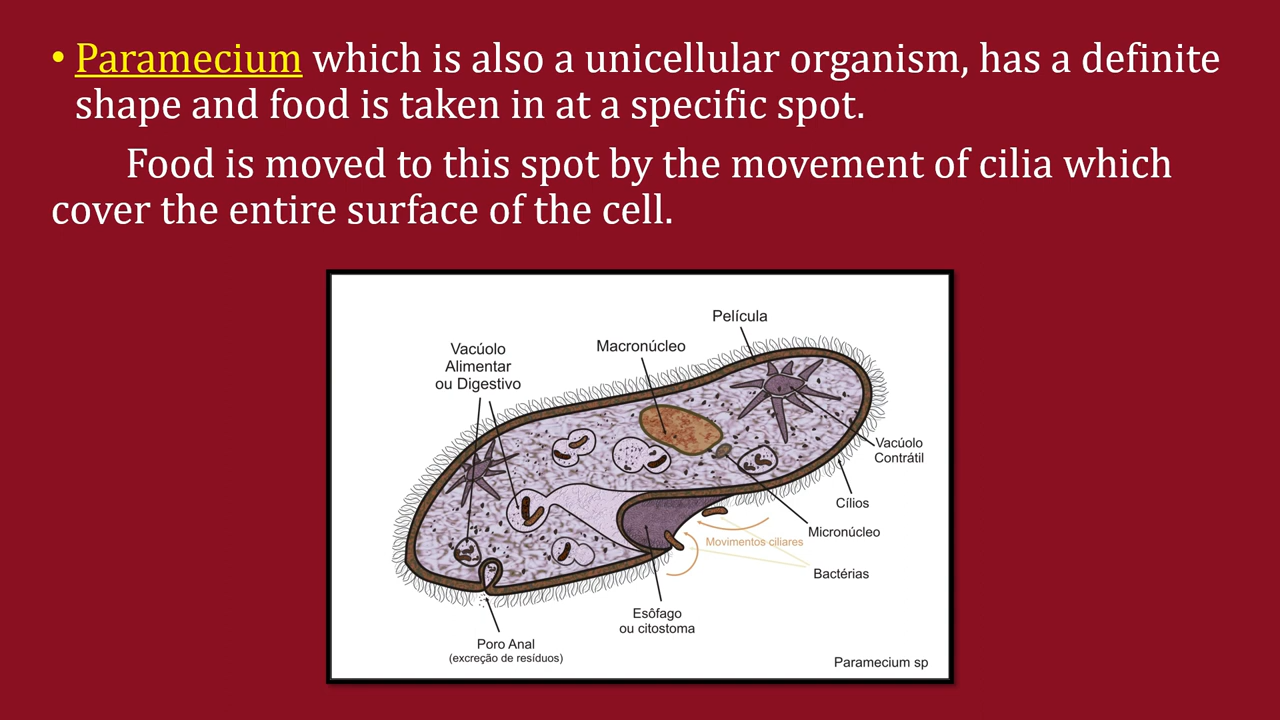 • Paramecium which is also a unicellular organism, has a definite
shape and food is taken in at a specific spot.
Food is moved to this spot by the movement of cilia which
cover the entire surface of the cell.
Película
Macronúcleo
Vacúolo
Alimentar
ou Digestivo
Vacúolo
Contrátil
Cílios
Micronúcleo
Movimentos ciliares
Bactérias
Esôfago
ou citostoma
Poro Anal
(excreção de resíduos)
Paramecium sp